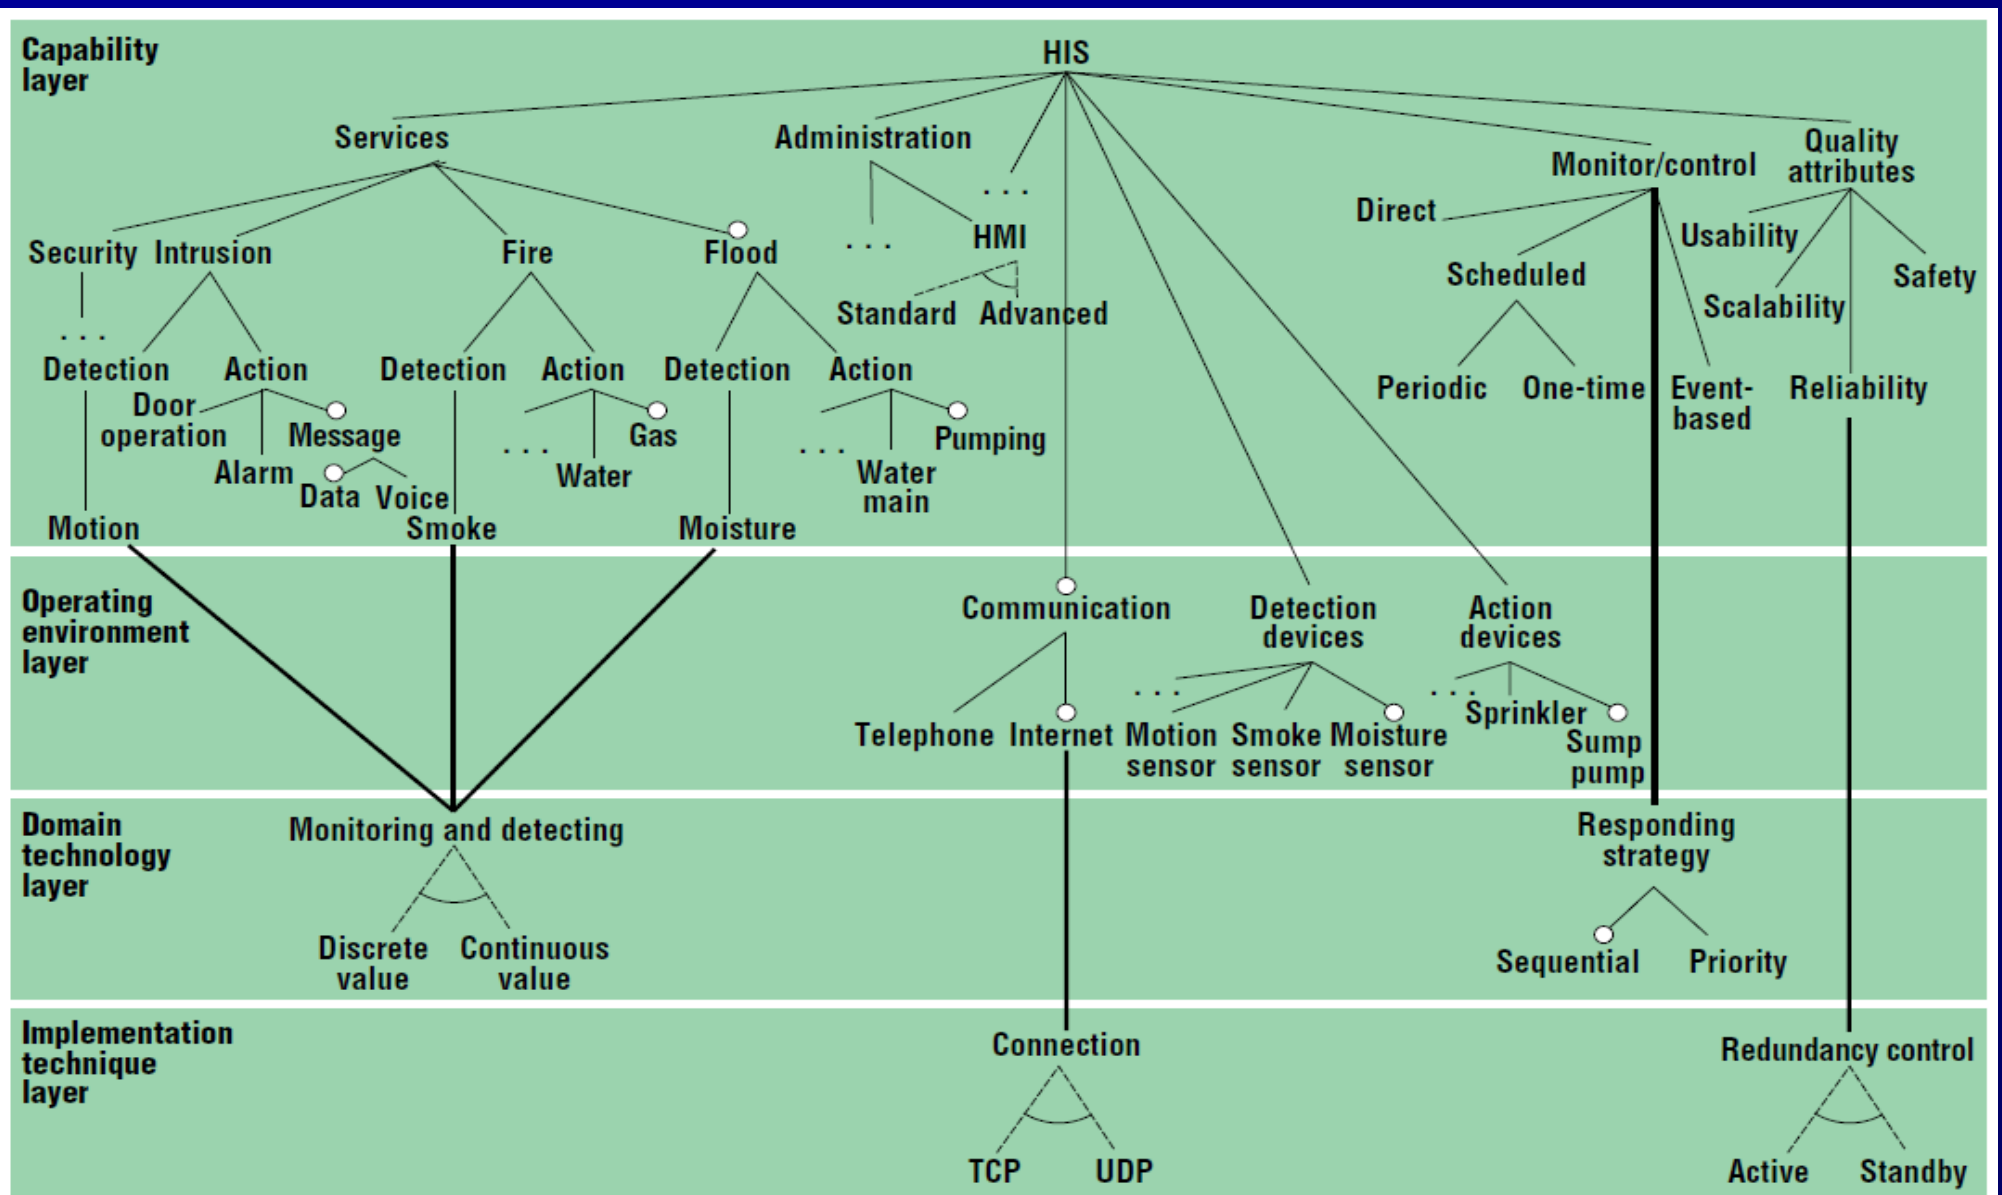 Capability
layer
HIS
Services
Administration
Monitor/control
Quality
attributes
. . .
Direct
Security
Intrusion
Fire
Flood
. . .
HMI
Usability
Scheduled
Safety
Standard
Advanced
Scalability
. . .
Detection
Action
Detection
Action
Detection
Action
Periodic
One-time
Event-
based
Reliability
Door
operation
Message
Alarm
Data
Voice
. . .
Water
Gas
. . .
Water
main
Pumping
Motion
Smoke
Moisture
Operating
environment
layer
Communication
Detection
devices
Action
devices
Telephone
Internet
. . .
Motion
sensor
Smoke
sensor
Moisture
sensor
. . .
Sprinkler
Sump
pump
Domain
technology
layer
Monitoring and detecting
Responding
strategy
Discrete
value
Continuous
value
Sequential
Priority
Implementation
technique
layer
Connection
Redundancy control
TCP
UDP
Active
Standby